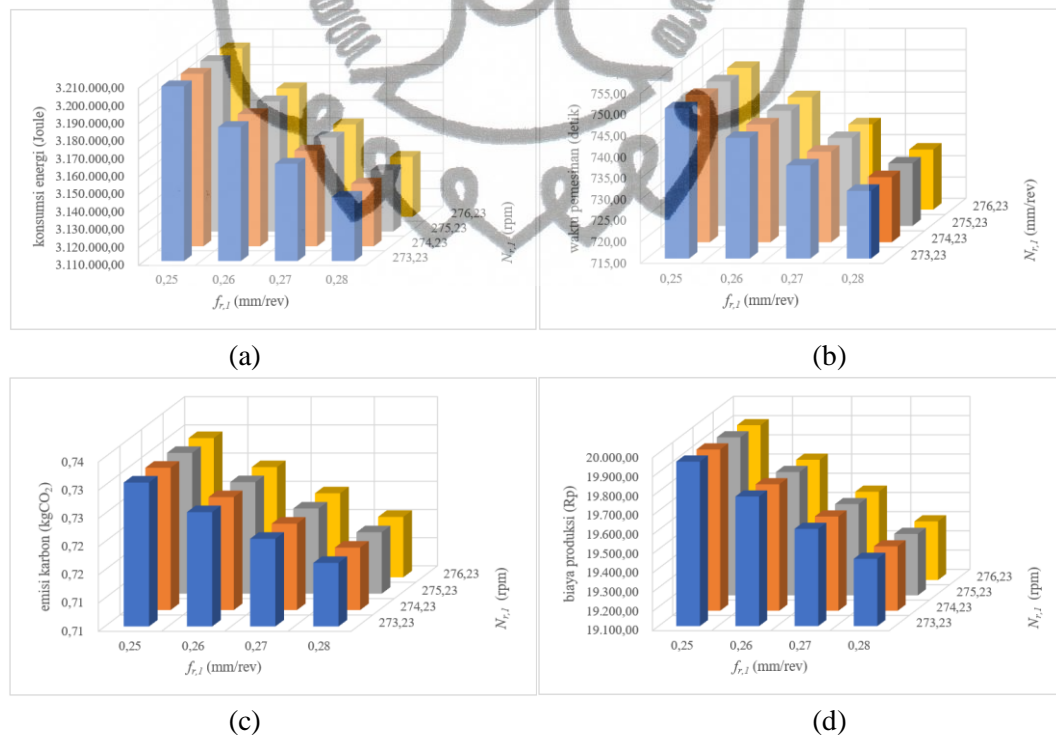 3.210.000,00
3.200.000,00
3.190.000,00
3.180.000,00
3.170.000,00
3.160.000,00
3.150.000,00
3.140.000,00
3.130.000,00
3.120.000,00
3.110.000,00
konsumsi energi (Joule)
0,25 0,26 0,27 0,28
f_{r,1} (mm/rev)
276,23
275,23
274,23
273,23
N_{r,1} (rpm)
755,00
750,00
745,00
740,00
735,00
730,00
725,00
720,00
715,00
waktu pemesinan (detik)
0,25 0,26 0,27 0,28
f_{r,1} (mm/rev)
276,23
275,23
274,23
273,23
N_{r,1} (mm/rev)
(a) (b)
0,74
0,73
0,73
0,72
0,72
0,71
0,71
emisi karbon (kgCO₂)
0,25 0,26 0,27 0,28
f_{r,1} (mm/rev)
276,23
275,23
274,23
273,23
N_{r,1} (rpm)
20.000,00
19.900,00
19.800,00
19.700,00
19.600,00
19.500,00
19.400,00
19.300,00
19.200,00
19.100,00
biaya produksi (Rp)
0,25 0,26 0,27 0,28
f_{r,1} (mm/rev)
276,23
275,23
274,23
273,23
N_{r,1} (rpm)
(c) (d)